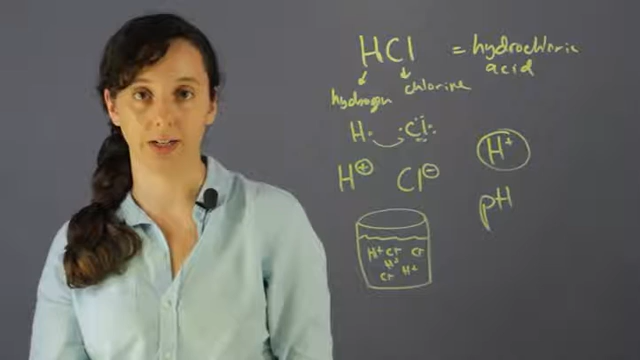 HCl = hydrochloric
acid
hydrogen chlorine
H· :Cl:
H⊕ Cl⊖ H⁺
pH
H⁺ Cl⁻ Cl⁻
H⁺
Cl⁻ H⁺